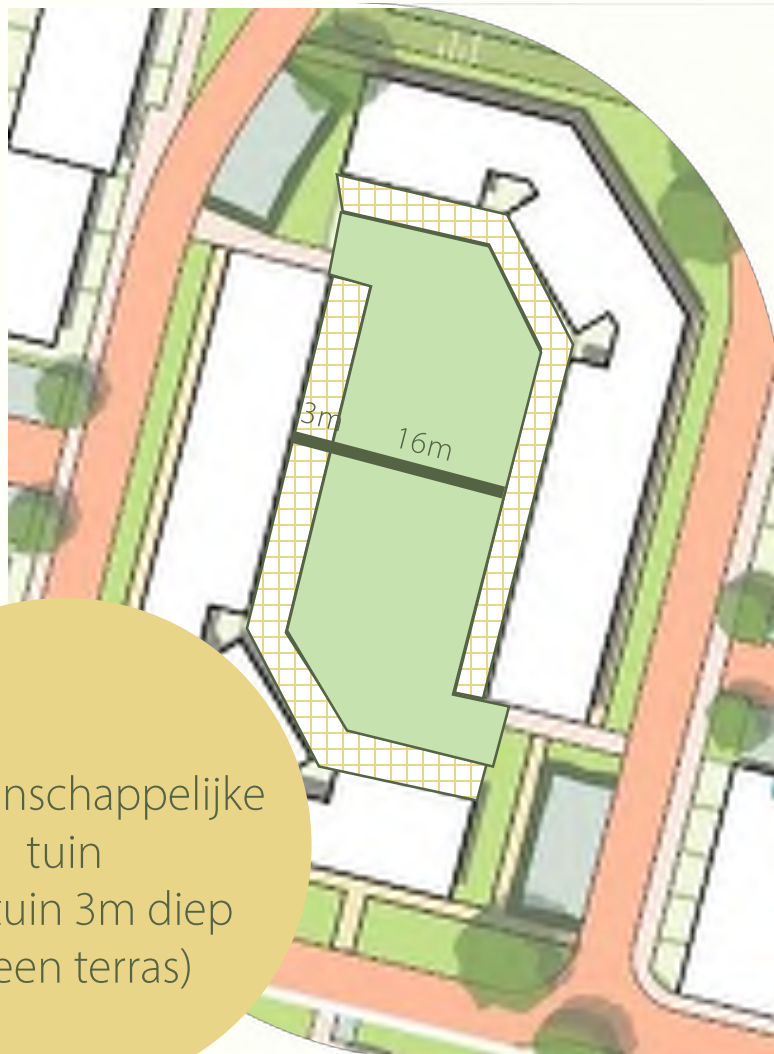 3m
16m
nschappelijke
tuin
tuin 3m diep
een terras)